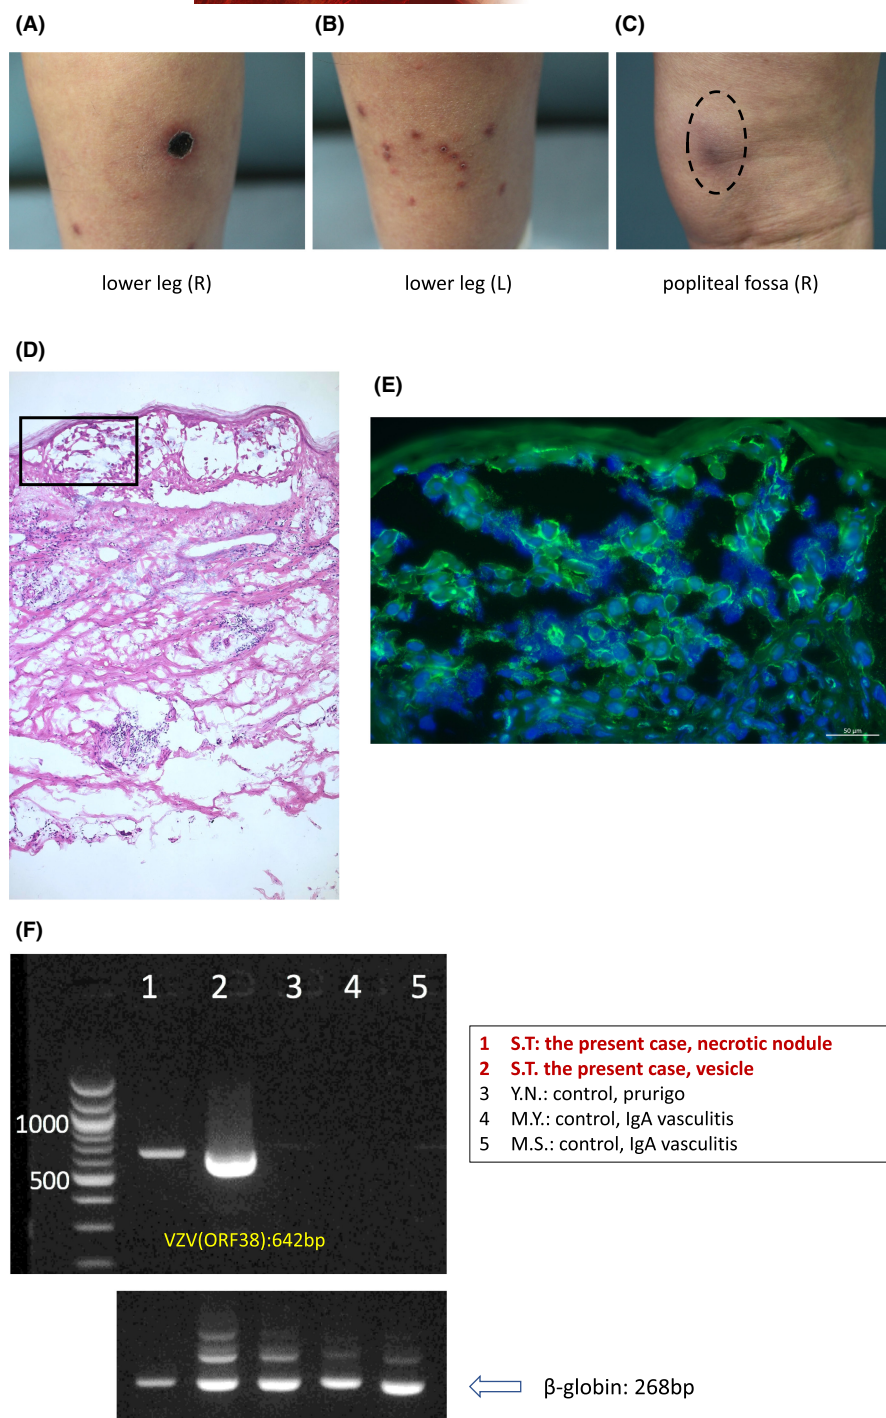 (A)
(B)
(C)
lower leg (R)
lower leg (L)
popliteal fossa (R)
(D)
(E)
50 µm
(F)
1 2 3 4 5
1000
500
VZV(ORF38):642bp
1 S.T: the present case, necrotic nodule
2 S.T. the present case, vesicle
3 Y.N.: control, prurigo
4 M.Y.: control, IgA vasculitis
5 M.S.: control, IgA vasculitis
β-globin: 268bp